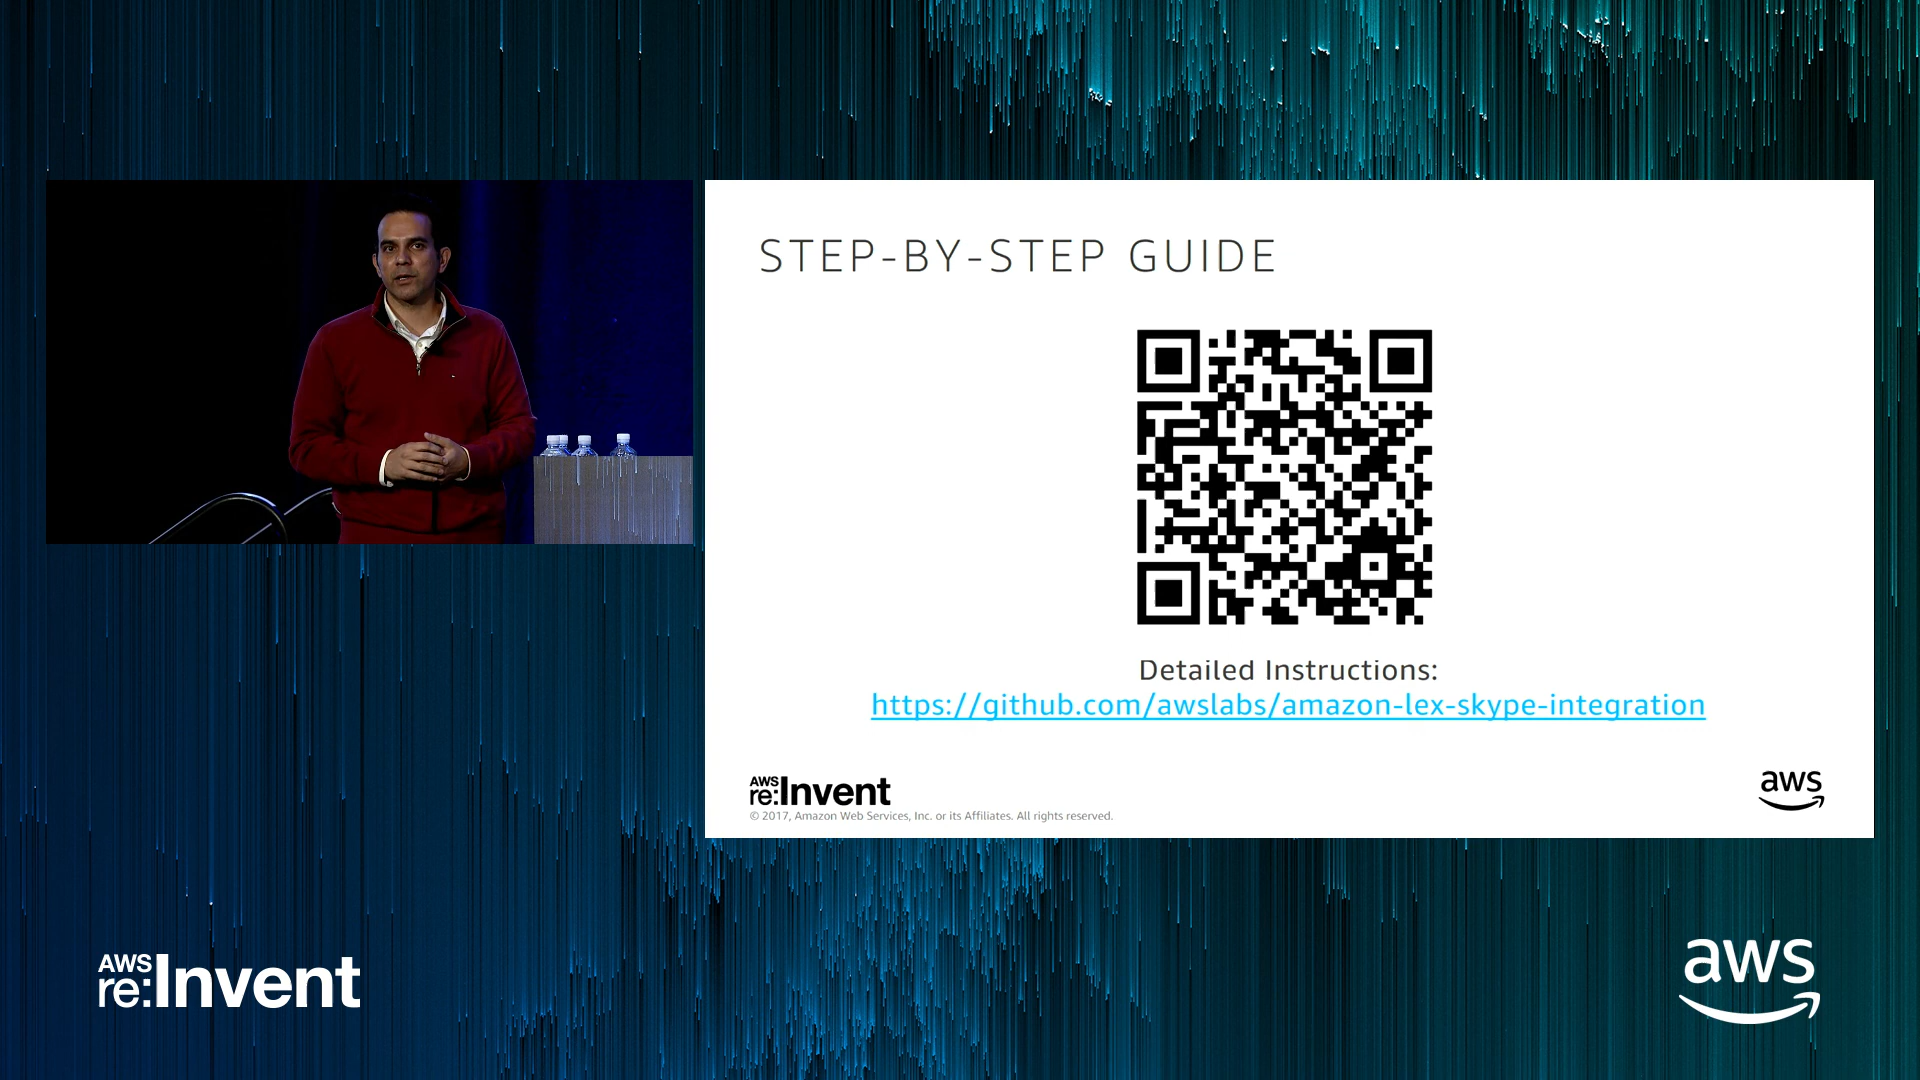 STEP-BY-STEP GUIDE
Detailed Instructions:
https://github.com/awslabs/amazon-lex-skype-integration
AWS
re:Invent
© 2017, Amazon Web Services, Inc. or its Affiliates. All rights reserved.
aws
AWS
re:Invent
aws